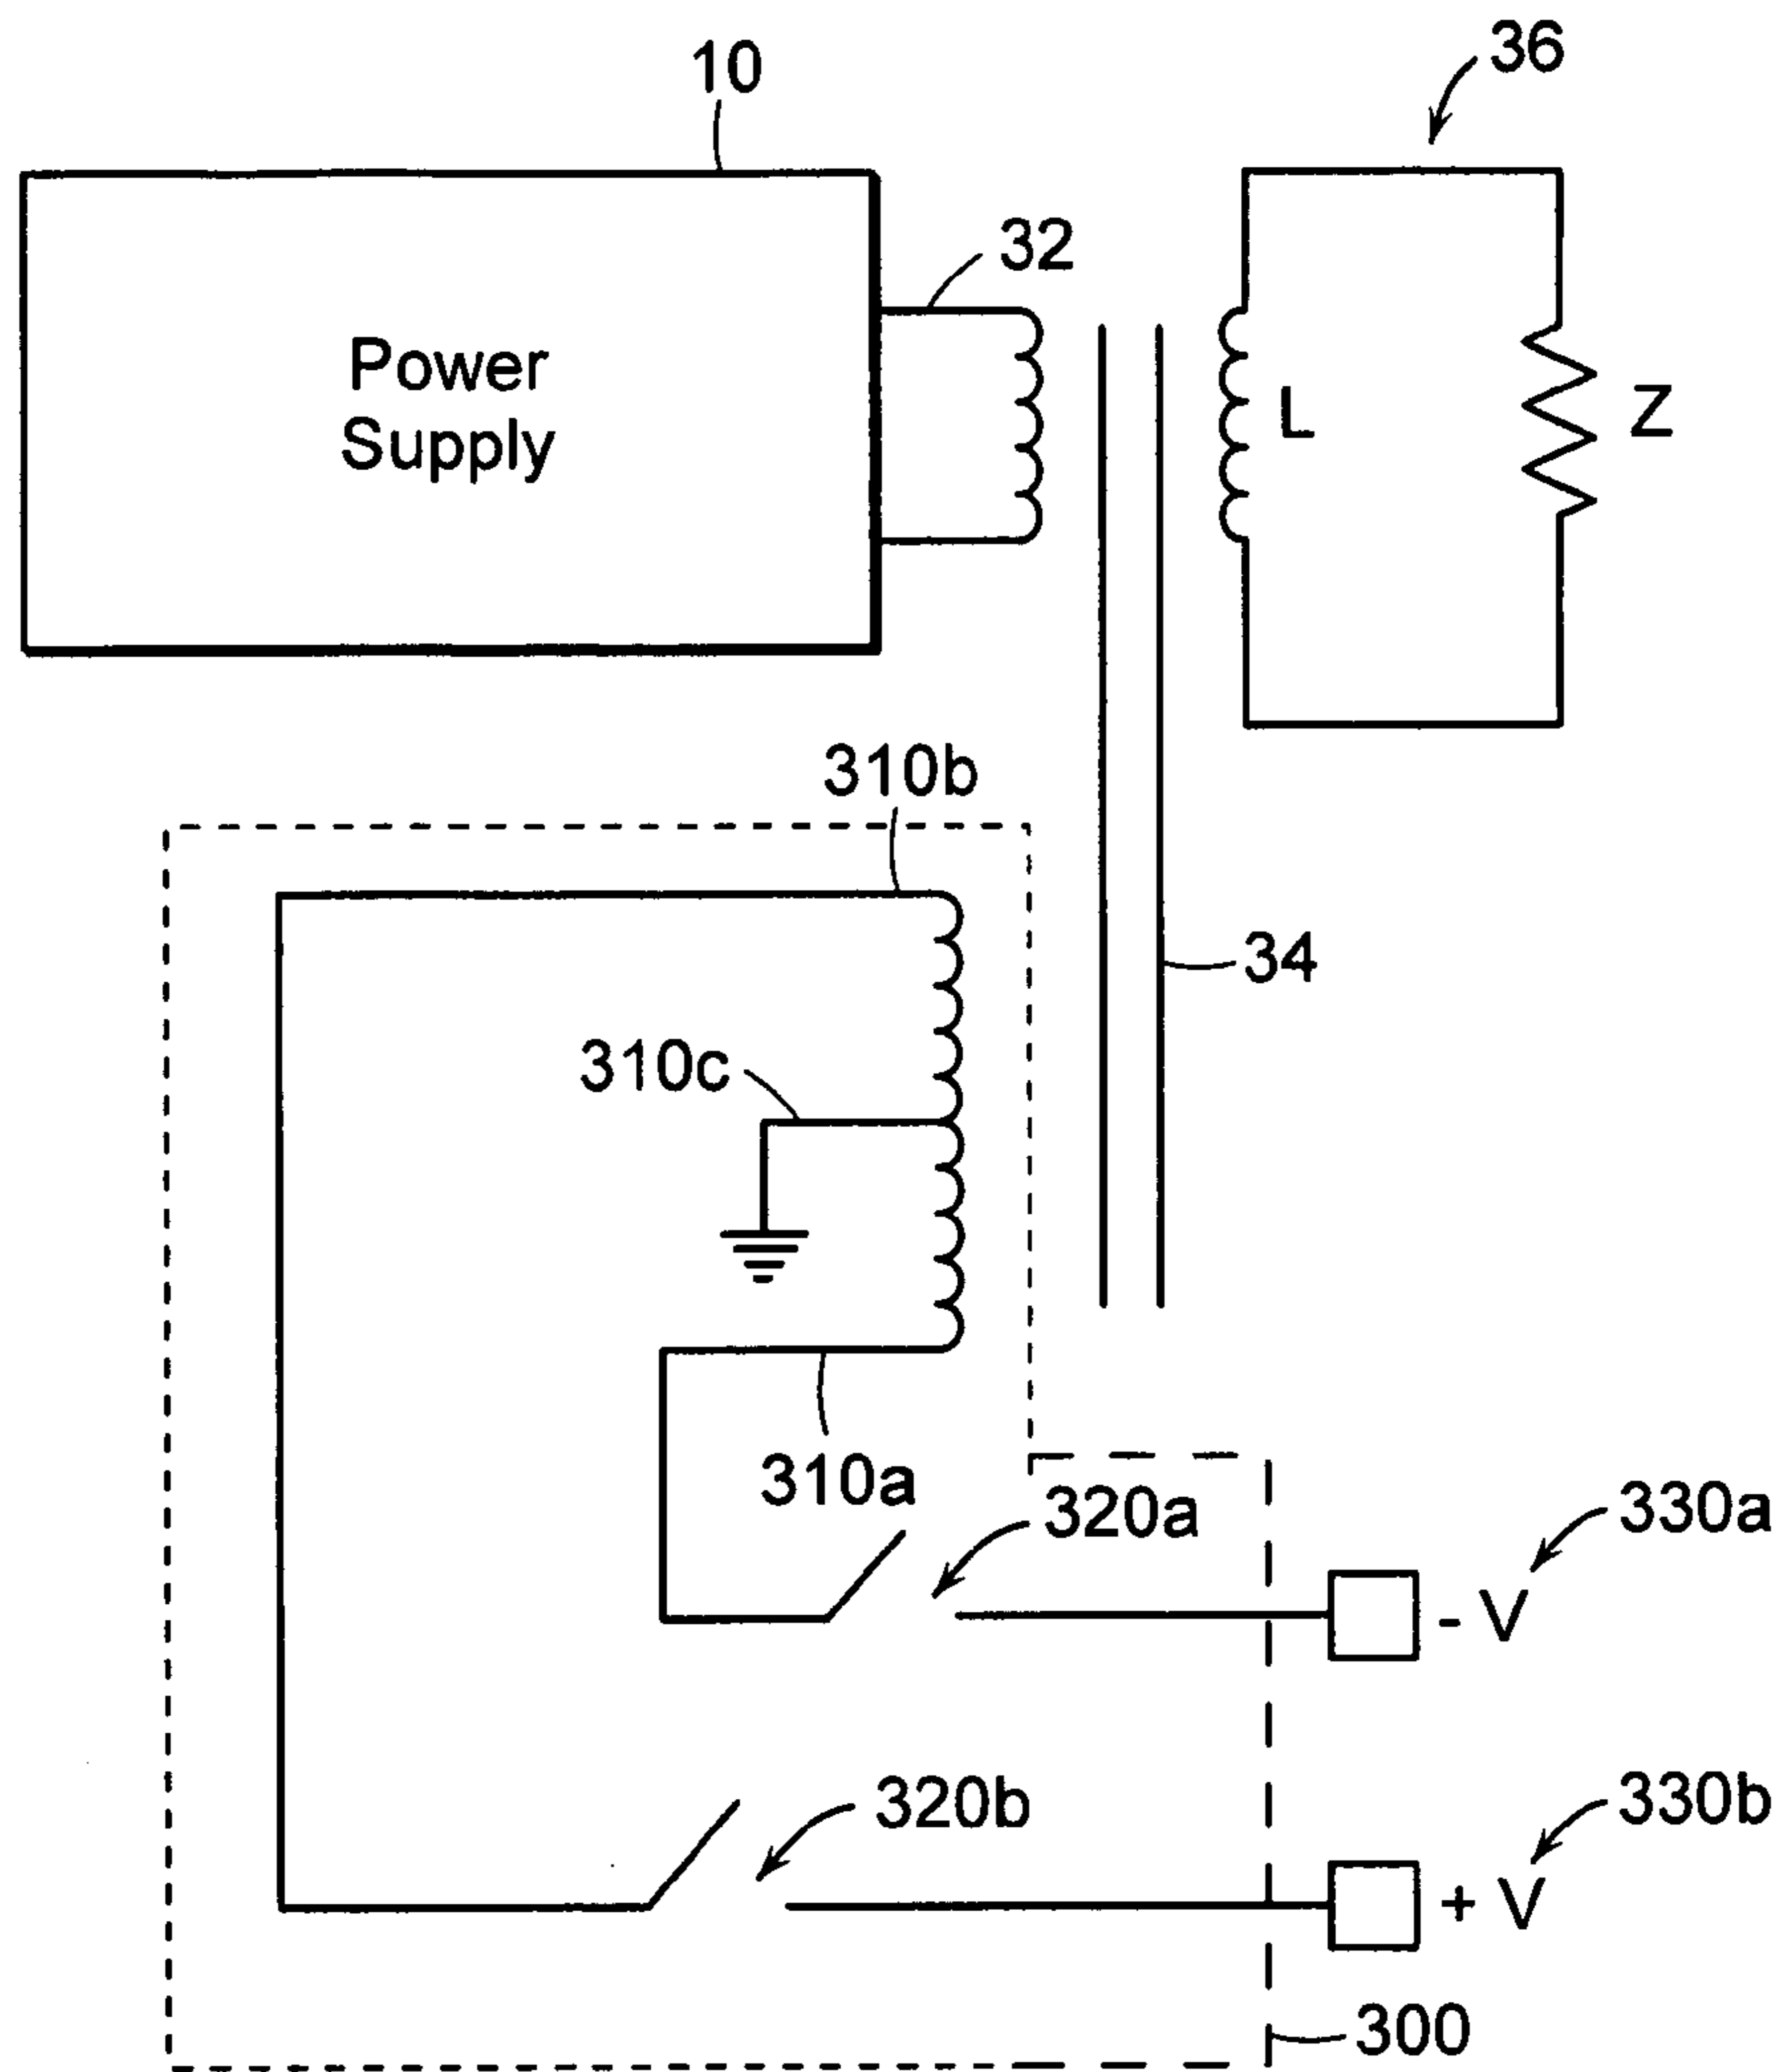 10
36
32
Power
Supply
L
Z
310b
34
310c
310a
320a
330a
- V
320b
330b
+ V
300